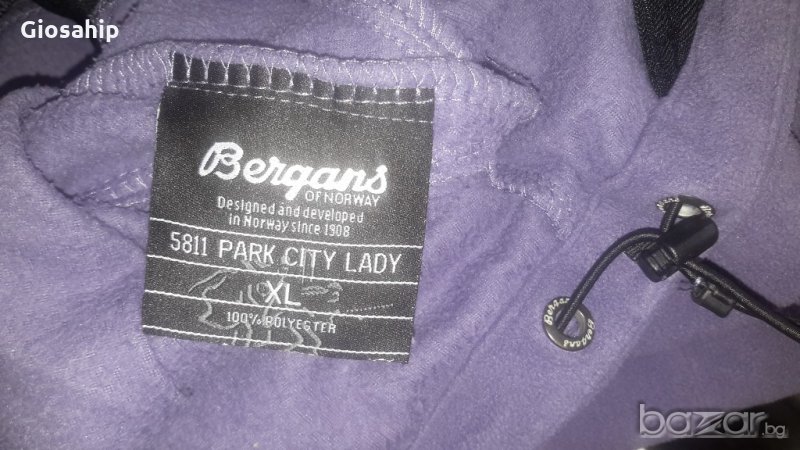 Giosahip
Bergans
OF NORWAY
Designed and developed
in Norway since 1908
5811 PARK CITY LADY
XL
100% POLYESTER
Bergans
bazar.bg